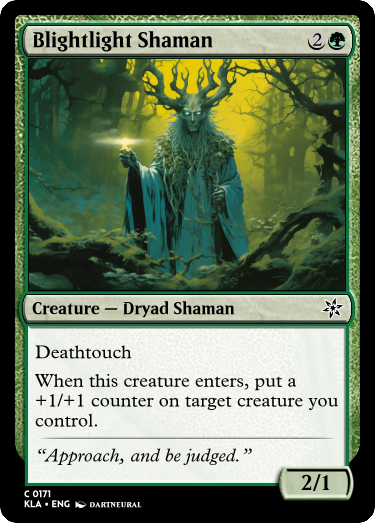 Blightlight Shaman 2
Creature — Dryad Shaman
Deathtouch
When this creature enters, put a
+1/+1 counter on target creature you
control.
“Approach, and be judged.”
2/1
C 0171
KLA • ENG DARTNEURAL